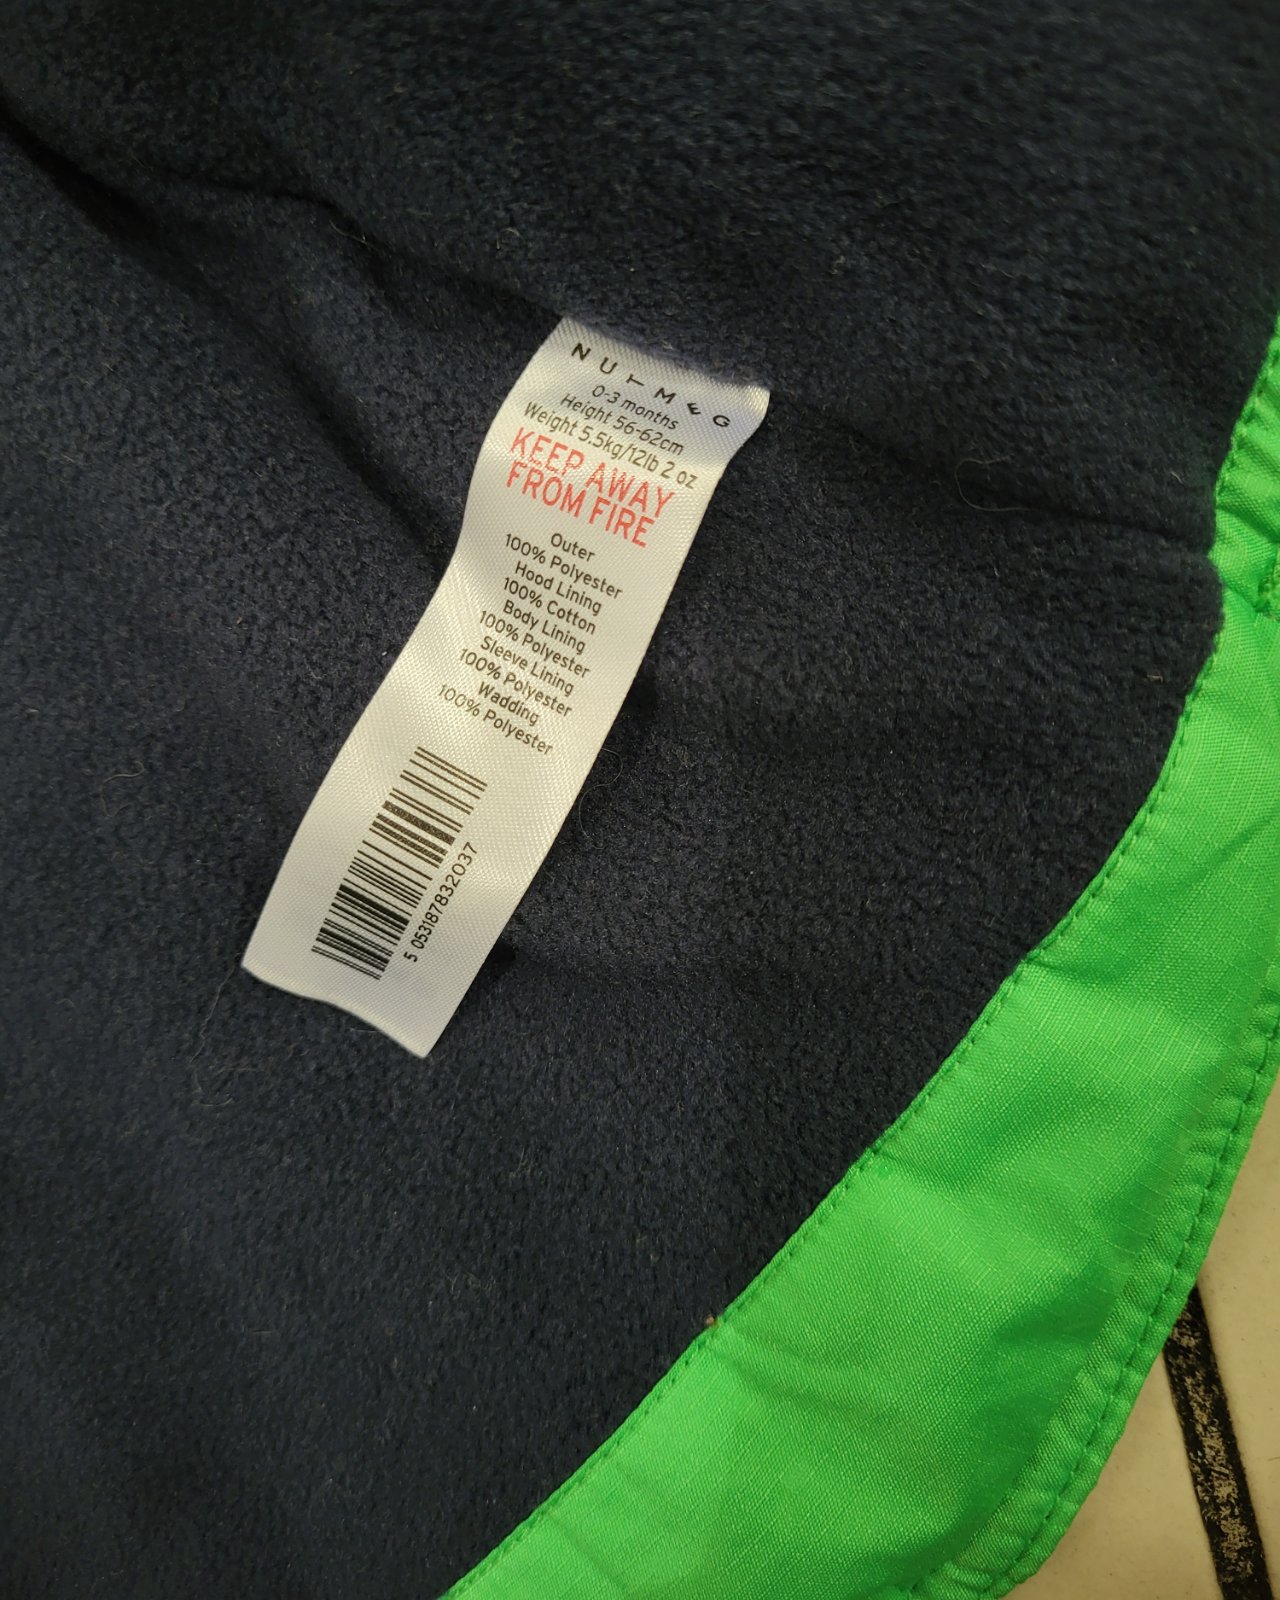 NUTMEG
0-3 months
Height 56-62cm
Weight 5.5kg/12lb 2 oz
KEEP AWAY
FROM FIRE
Outer
100% Polyester
Hood Lining
100% Cotton
Body Lining
100% Polyester
Sleeve Lining
100% Polyester
Wadding
100% Polyester
5 053187832037